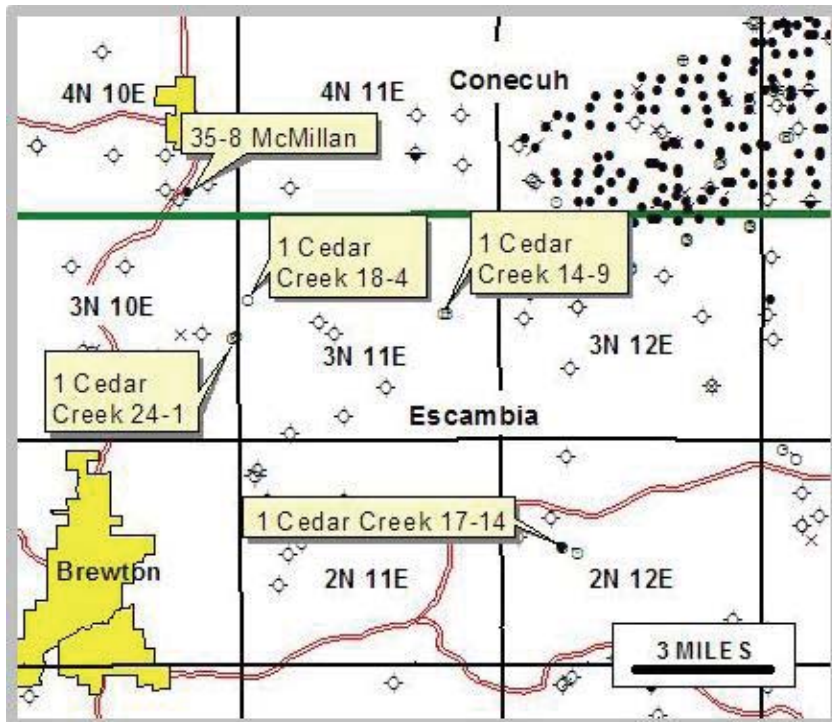 4N 10E
4N 11E
Conecuh
35-8 McMillan
1 Cedar
Creek 18-4
1 Cedar
Creek 14-9
3N 10E
3N 11E
3N 12E
1 Cedar
Creek 24-1
Escambia
1 Cedar Creek 17-14
Brewton
2N 11E
2N 12E
3 MILES